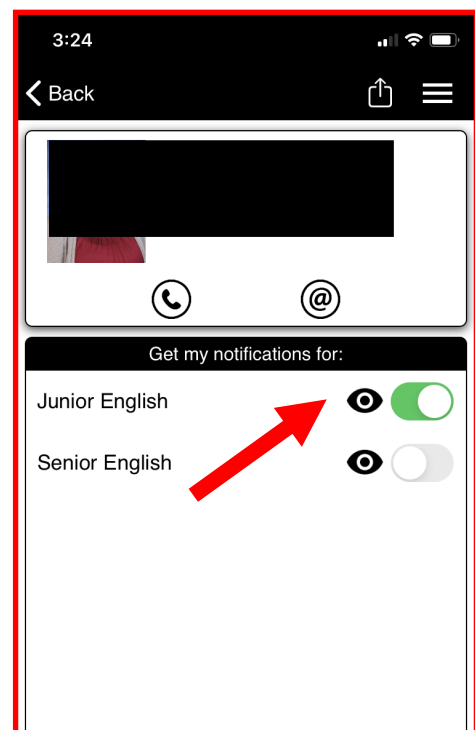 3:24
Back
@
Get my notifications for:
Junior English
Senior English